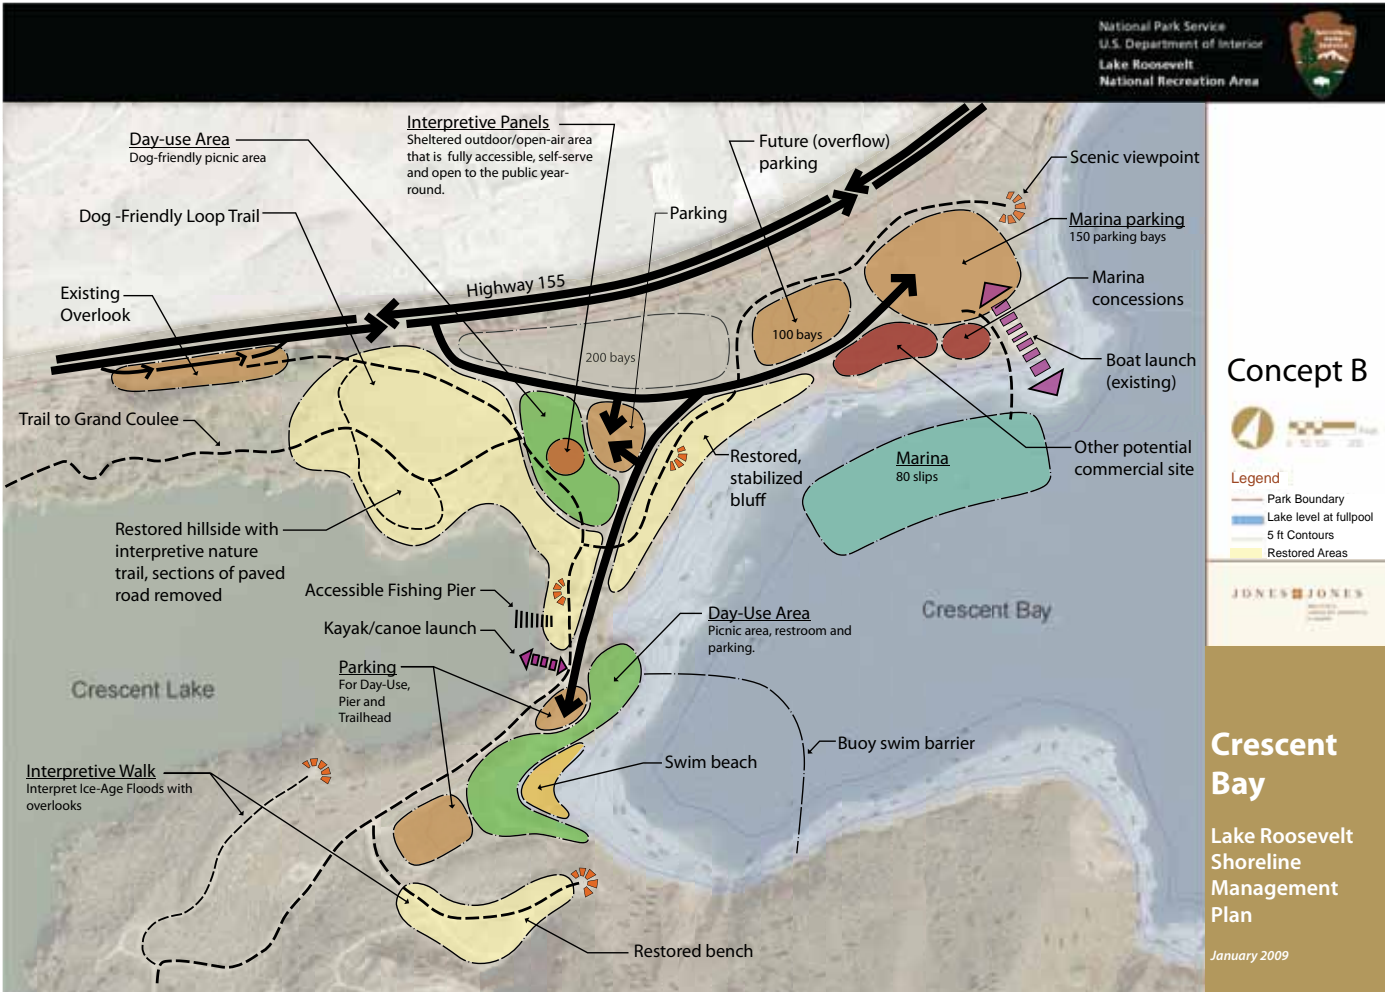 National Park Service
U.S. Department of Interior
Lake Roosevelt
National Recreation Area
Day-use Area
Dog-friendly picnic area
Interpretive Panels
Sheltered outdoor/open-air area
that is fully accessible, self-serve
and open to the public year-
round.
Future (overflow)
parking
Scenic viewpoint
Dog -Friendly Loop Trail
Parking
Marina parking
150 parking bays
Highway 155
Marina
concessions
Existing
Overlook
100 bays
200 bays
Boat launch
(existing)
Trail to Grand Coulee
Restored,
stabilized
bluff
Marina
80 slips
Other potential
commercial site
Restored hillside with
interpretive nature
trail, sections of paved
road removed
Accessible Fishing Pier
Kayak/canoe launch
Day-Use Area
Picnic area, restroom and
parking.
Crescent Bay
Parking
For Day-Use,
Pier and
Trailhead
Crescent Lake
Buoy swim barrier
Swim beach
Interpretive Walk
Interpret Ice-Age Floods with
overlooks
Restored bench
Concept B
Legend
Park Boundary
Lake level at fullpool
5 ft Contours
Restored Areas
JONES JONES
Crescent
Bay
Lake Roosevelt
Shoreline
Management
Plan
January 2009